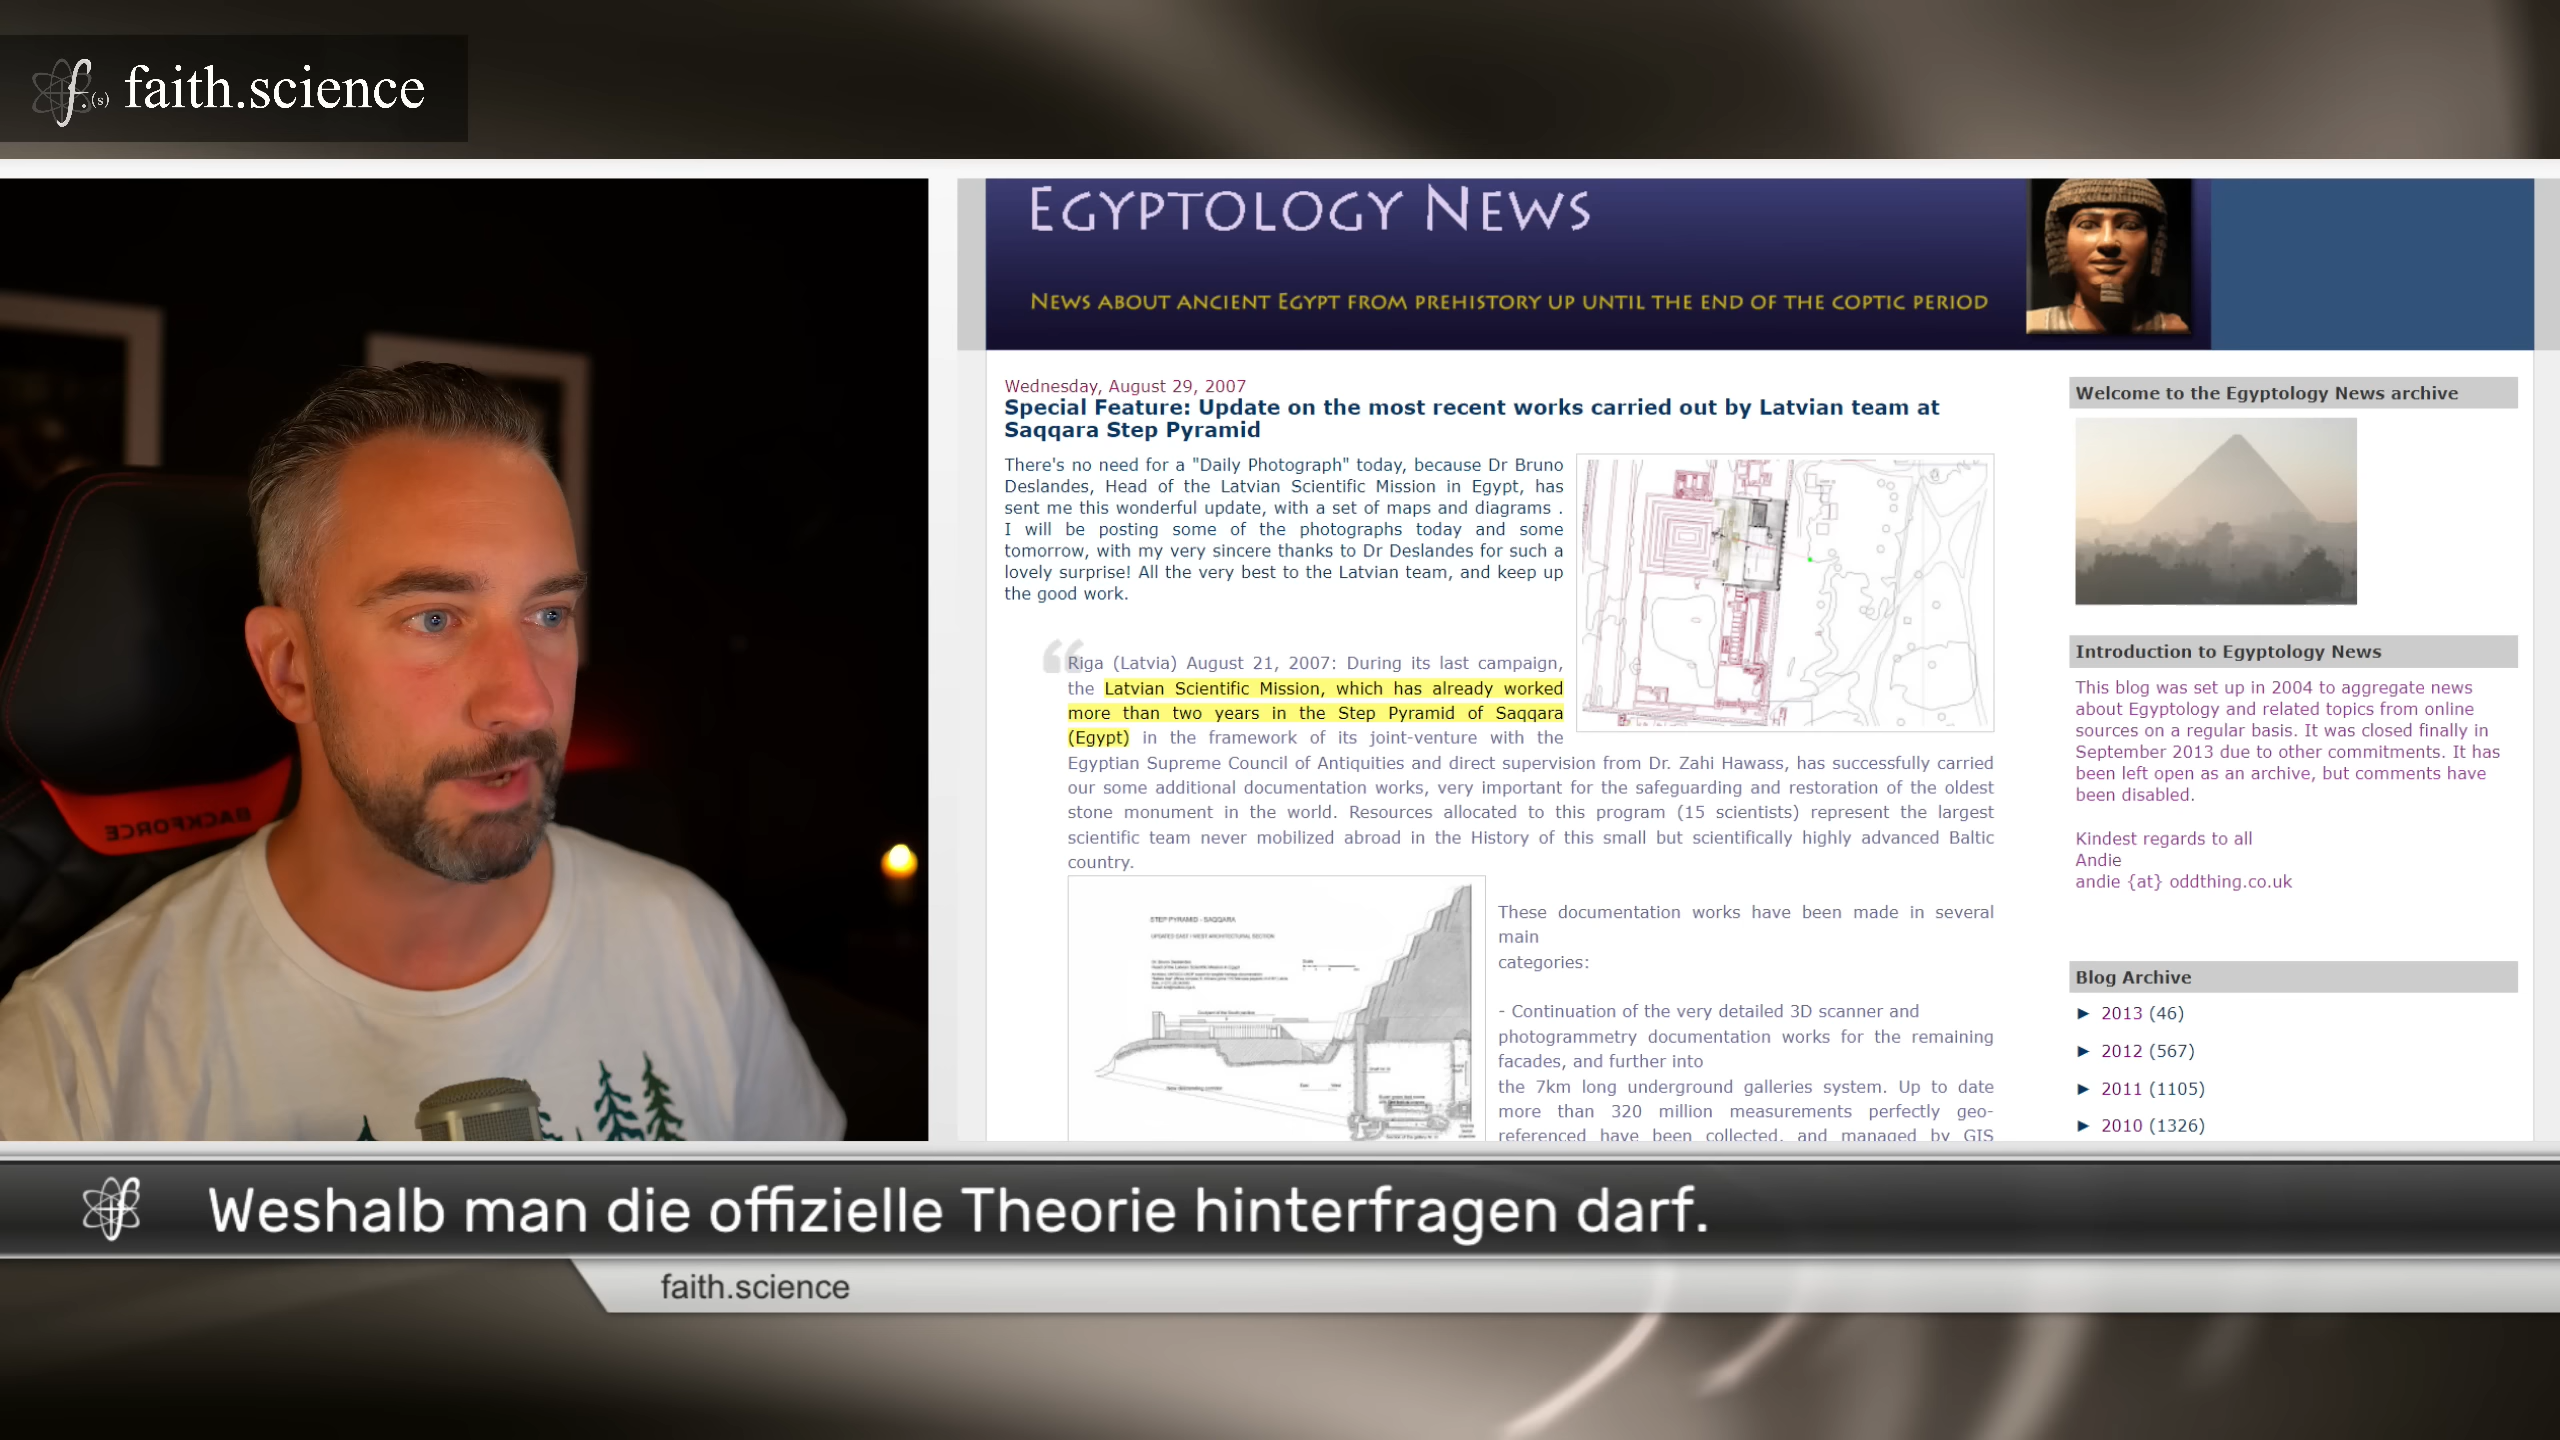 faith.science
EGYPTOLOGY NEWS
NEWS ABOUT ANCIENT EGYPT FROM PREHISTORY UP UNTIL THE END OF THE COPTIC PERIOD
Wednesday, August 29, 2007
Special Feature: Update on the most recent works carried out by Latvian team at
Saqqara Step Pyramid
There's no need for a "Daily Photograph" today, because Dr Bruno
Deslandes, Head of the Latvian Scientific Mission in Egypt, has
sent me this wonderful update, with a set of maps and diagrams .
I will be posting some of the photographs today and some
tomorrow, with my very sincere thanks to Dr Deslandes for such a
lovely surprise! All the very best to the Latvian team, and keep up
the good work.
Riga (Latvia) August 21, 2007: During its last campaign,
the Latvian Scientific Mission, which has already worked
more than two years in the Step Pyramid of Saqqara
(Egypt) in the framework of its joint-venture with the
Egyptian Supreme Council of Antiquities and direct supervision from Dr. Zahi Hawass, has successfully carried
our some additional documentation works, very important for the safeguarding and restoration of the oldest
stone monument in the world. Resources allocated to this program (15 scientists) represent the largest
scientific team never mobilized abroad in the History of this small but scientifically highly advanced Baltic
country.
STEP PYRAMID - SAQQARA
UPDATED EAST / WEST ARCHITECTURAL SECTION
These documentation works have been made in several
main
categories:
- Continuation of the very detailed 3D scanner and
photogrammetry documentation works for the remaining
facades, and further into
the 7km long underground galleries system. Up to date
more than 320 million measurements perfectly geo-
referenced have been collected, and managed by GIS
Welcome to the Egyptology News archive
Introduction to Egyptology News
This blog was set up in 2004 to aggregate news
about Egyptology and related topics from online
sources on a regular basis. It was closed finally in
September 2013 due to other commitments. It has
been left open as an archive, but comments have
been disabled.
Kindest regards to all
Andie
andie {at} oddthing.co.uk
Blog Archive
► 2013 (46)
► 2012 (567)
► 2011 (1105)
► 2010 (1326)
BACKFORCE
Weshalb man die offizielle Theorie hinterfragen darf.
faith.science